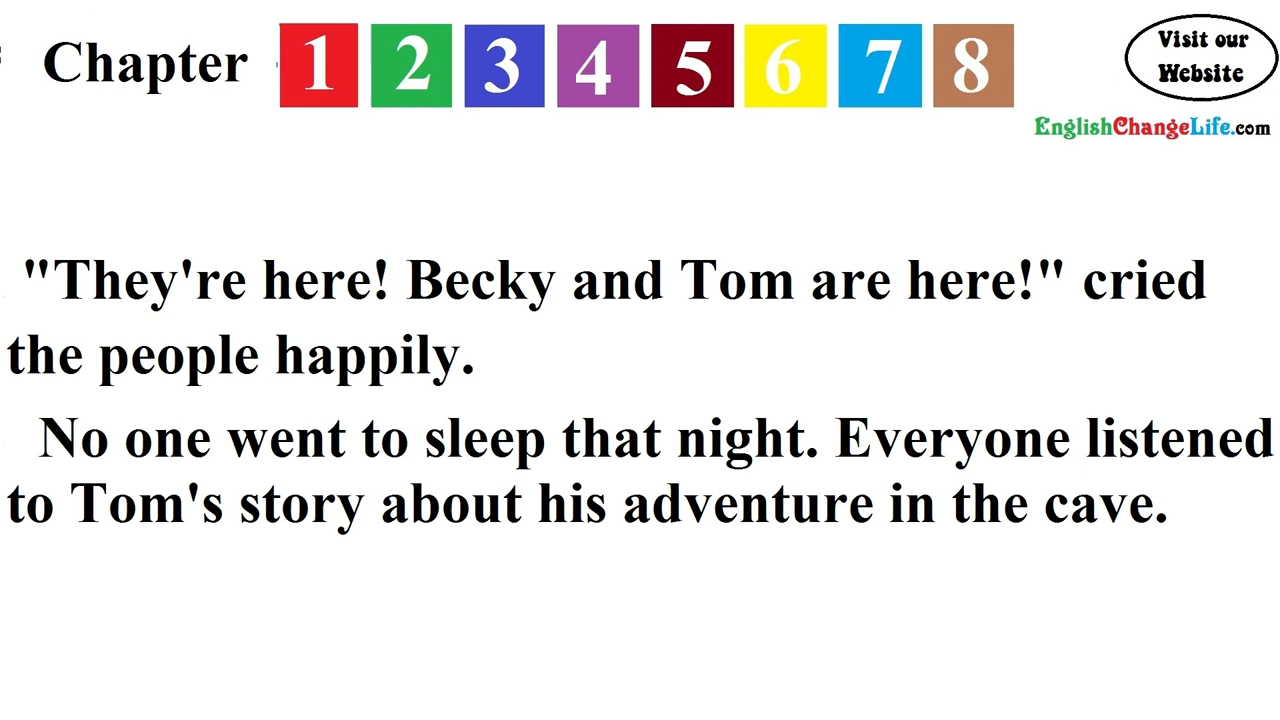 Chapter 1 2 3 4 5 6 7 8
Visit our
Website
EnglishChangeLife.com
"They're here! Becky and Tom are here!" cried
the people happily.
No one went to sleep that night. Everyone listened
to Tom's story about his adventure in the cave.